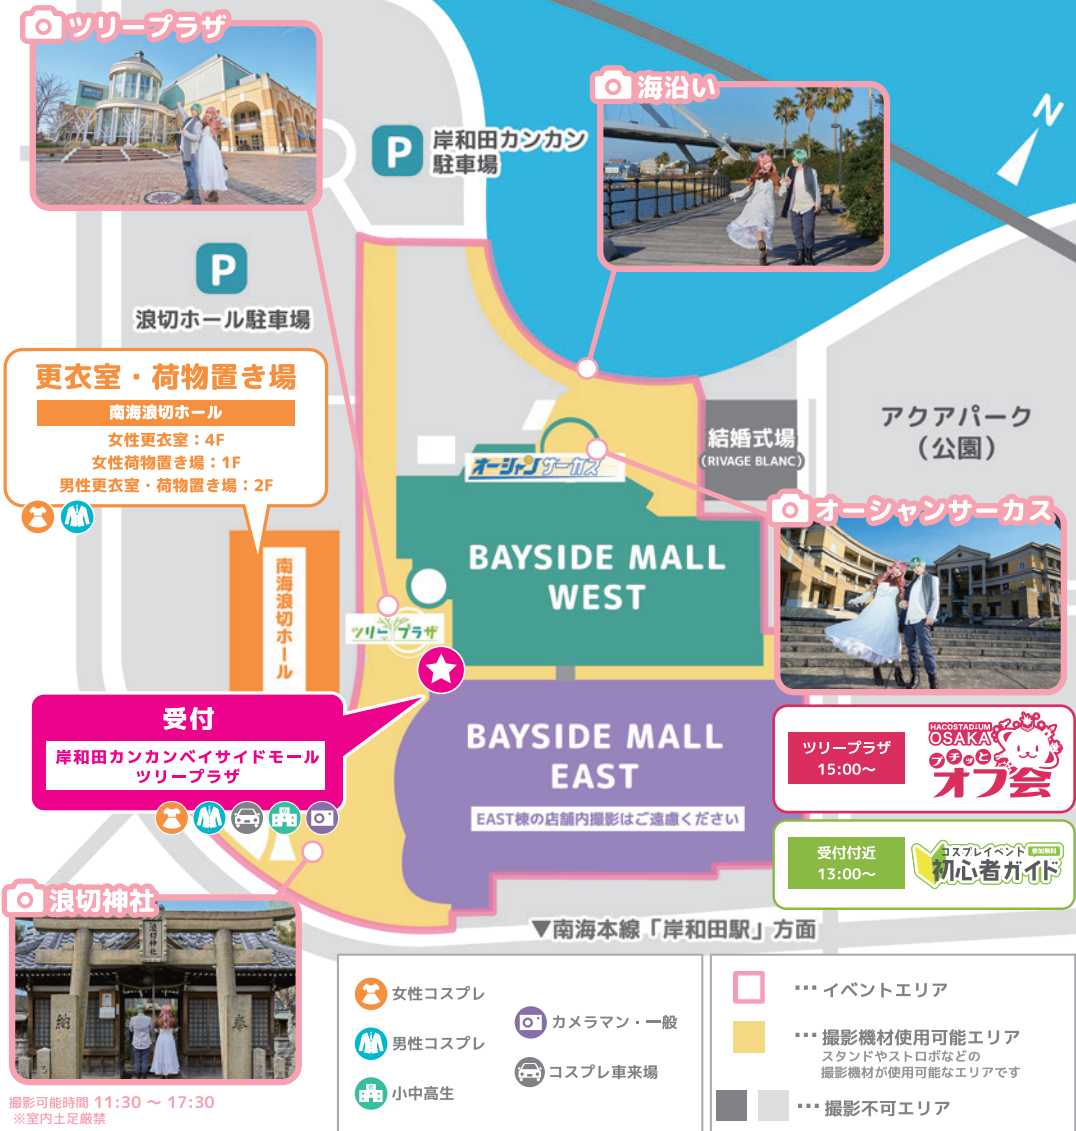 ツリープラザ
海沿い
N
P
岸和田カンカン
駐車場
P
浪切ホール駐車場
更衣室・荷物置き場
南海浪切ホール
女性更衣室：4F
女性荷物置き場：1F
男性更衣室・荷物置き場：2F
南海浪切ホール
オーシャンサーカス
結婚式場
（RIVAGE BLANC）
アクアパーク
（公園）
オーシャンサーカス
BAYSIDE MALL
WEST
ツリープラザ
受付
岸和田カンカンベイサイドモール
ツリープラザ
BAYSIDE MALL
EAST
EAST棟の店舗内撮影はご遠慮ください
ツリープラザ
15:00〜
HACOSTADIUM
OSAKA
プチッと
オフ会
受付付近
13:00〜
コスプレイベント 参加無料
初心者ガイド
▼南海本線「岸和田駅」方面
浪切神社
浪切神社
納
奉
撮影可能時間 11:30 〜 17:30
※室内土足厳禁
女性コスプレ
男性コスプレ
小中高生
カメラマン・一般
コスプレ車来場
…イベントエリア
…撮影機材使用可能エリア
スタンドやストロボなどの
撮影機材が使用可能なエリアです
…撮影不可エリア